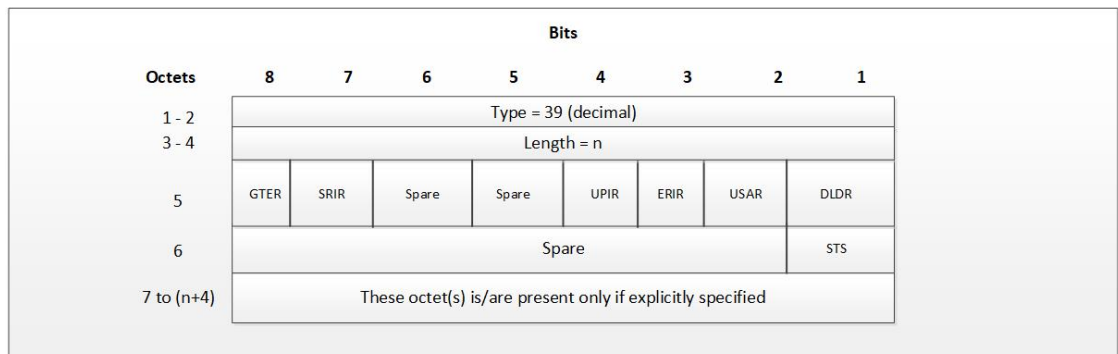 Bits
Octets 8 7 6 5 4 3 2 1
1 - 2 Type = 39 (decimal)
3 - 4 Length = n
5 GTER SRIR Spare Spare UPIR ERIR USAR DLDR
6 Spare STS
7 to (n+4) These octet(s) is/are present only if explicitly specified